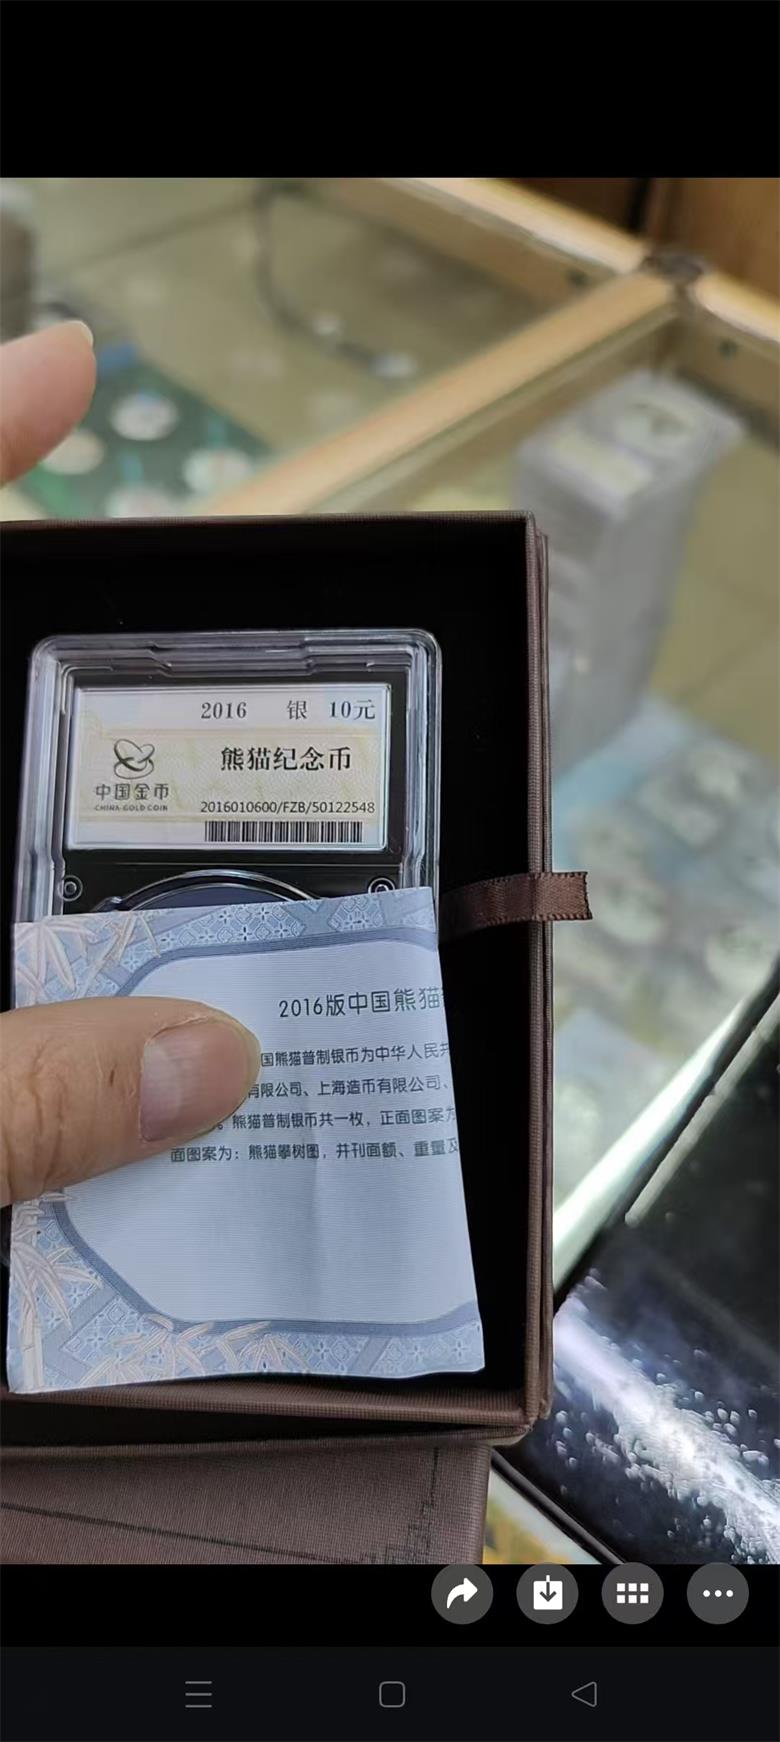 2016 银 10元
熊猫纪念币
中国金币
CHINA GOLD COIN
2016010600/FZB/50122548
2016版中国熊猫
国熊猫普制银币为中华人民共
有限公司、上海造币有限公司、
熊猫普制银币共一枚，正面图案为
面图案为：熊猫攀树图，并刊面额、重量及